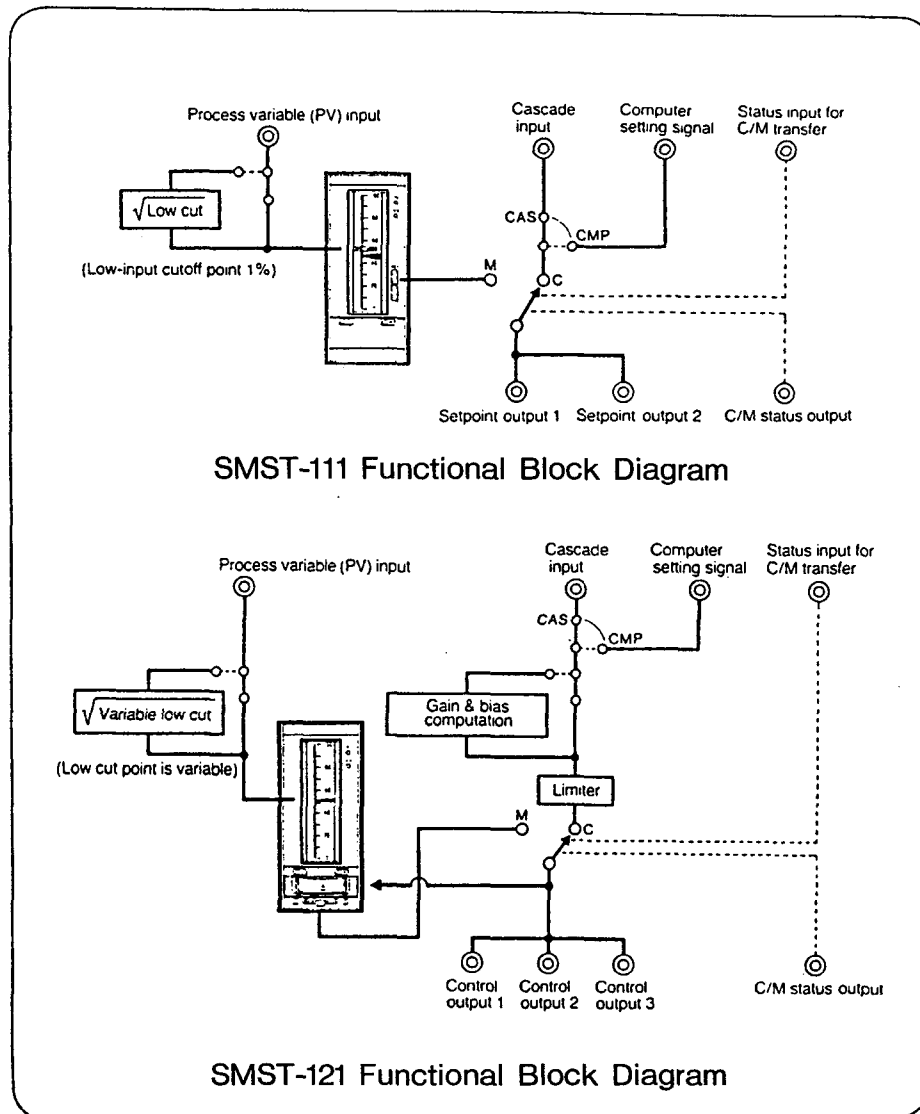 Process variable (PV) input
Cascade
input
Computer
setting signal
Status input for
C/M transfer
√Low cut
CAS
CMP
(Low-input cutoff point 1%)
M
C
Setpoint output 1
Setpoint output 2
C/M status output
SMST-111 Functional Block Diagram
Process variable (PV) input
Cascade
input
Computer
setting signal
Status input for
C/M transfer
CAS
CMP
√Variable low cut
Gain & bias
computation
(Low cut point is variable)
Limiter
M
C
Control
output 1
Control
output 2
Control
output 3
C/M status output
SMST-121 Functional Block Diagram